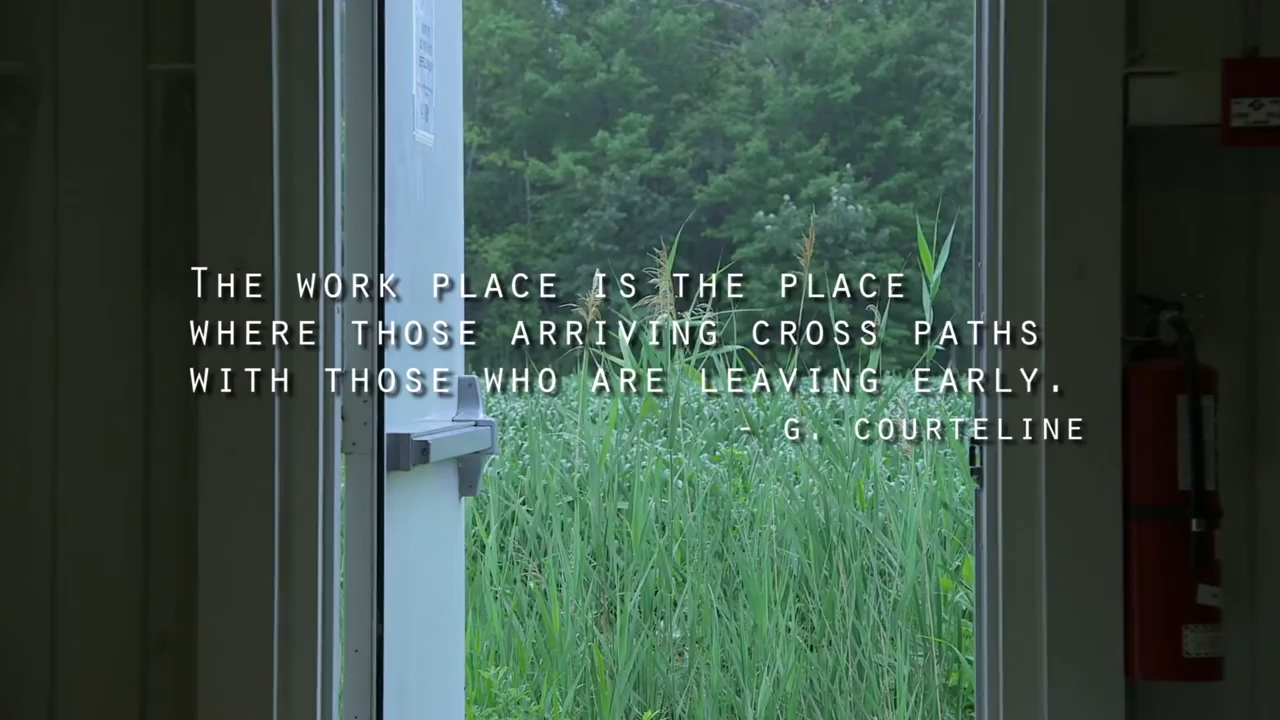 The work place is the place
where those arriving cross paths
with those who are leaving early.
- G. Courteline